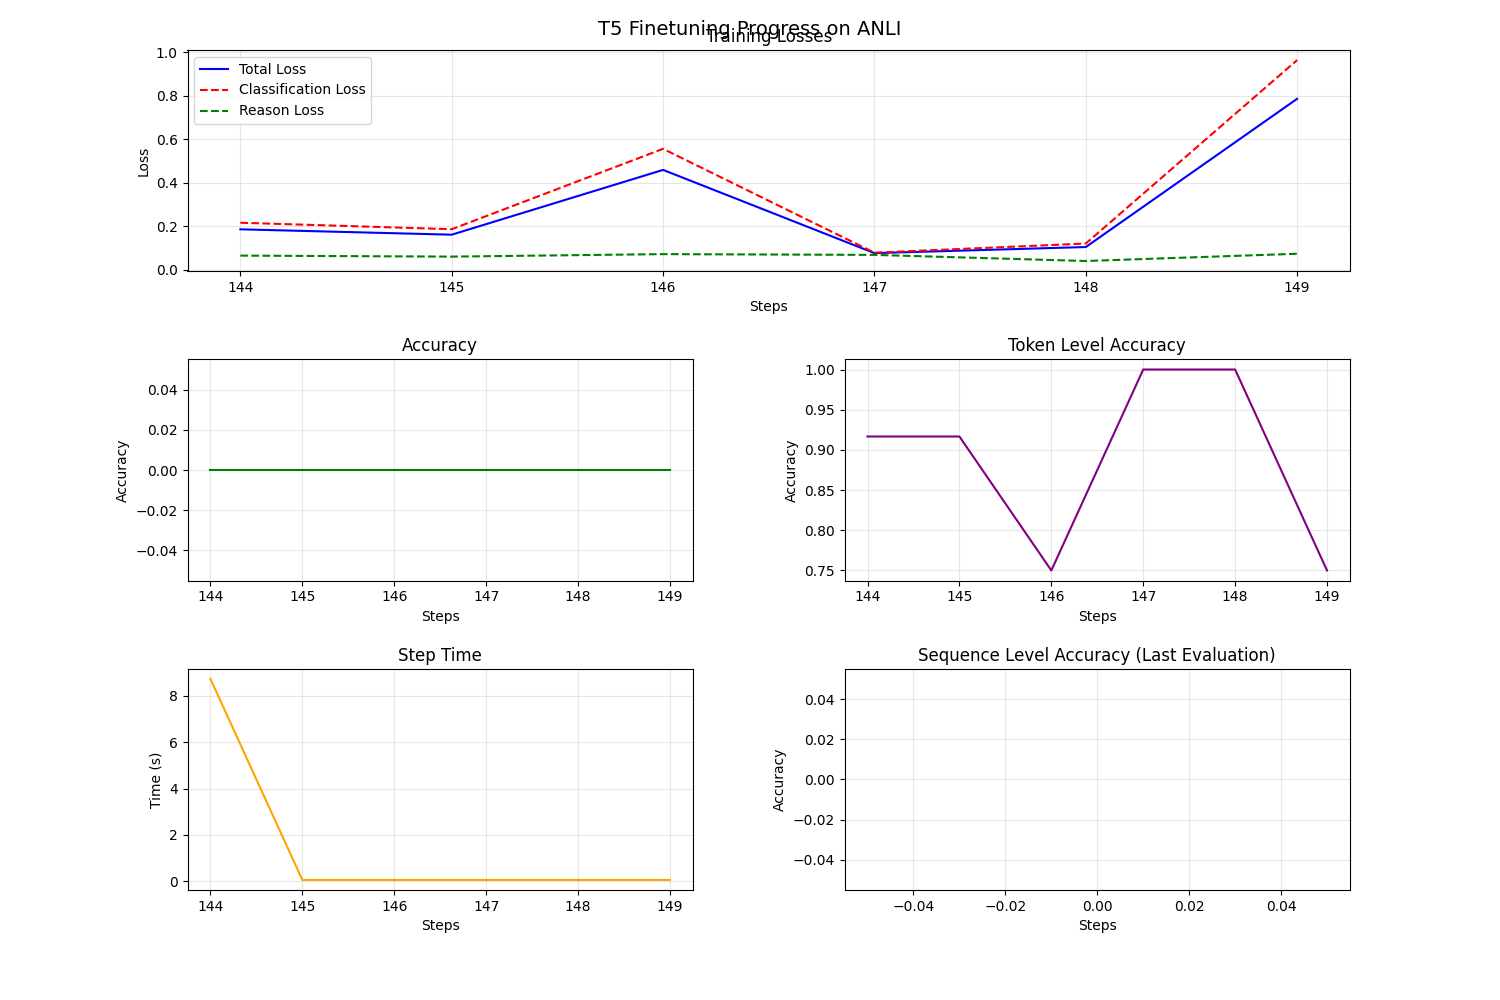 T5 Finetuning Progress on ANLI
Training Losses
1.0
0.8
0.6
0.4
0.2
0.0
Loss
Total Loss
Classification Loss
Reason Loss
144 145 146 147 148 149
Steps
Accuracy
0.04
0.02
0.00
−0.02
−0.04
Accuracy
144 145 146 147 148 149
Steps
Token Level Accuracy
1.00
0.95
0.90
0.85
0.80
0.75
Accuracy
144 145 146 147 148 149
Steps
Step Time
8
6
4
2
0
Time (s)
144 145 146 147 148 149
Steps
Sequence Level Accuracy (Last Evaluation)
0.04
0.02
0.00
−0.02
−0.04
Accuracy
−0.04 −0.02 0.00 0.02 0.04
Steps